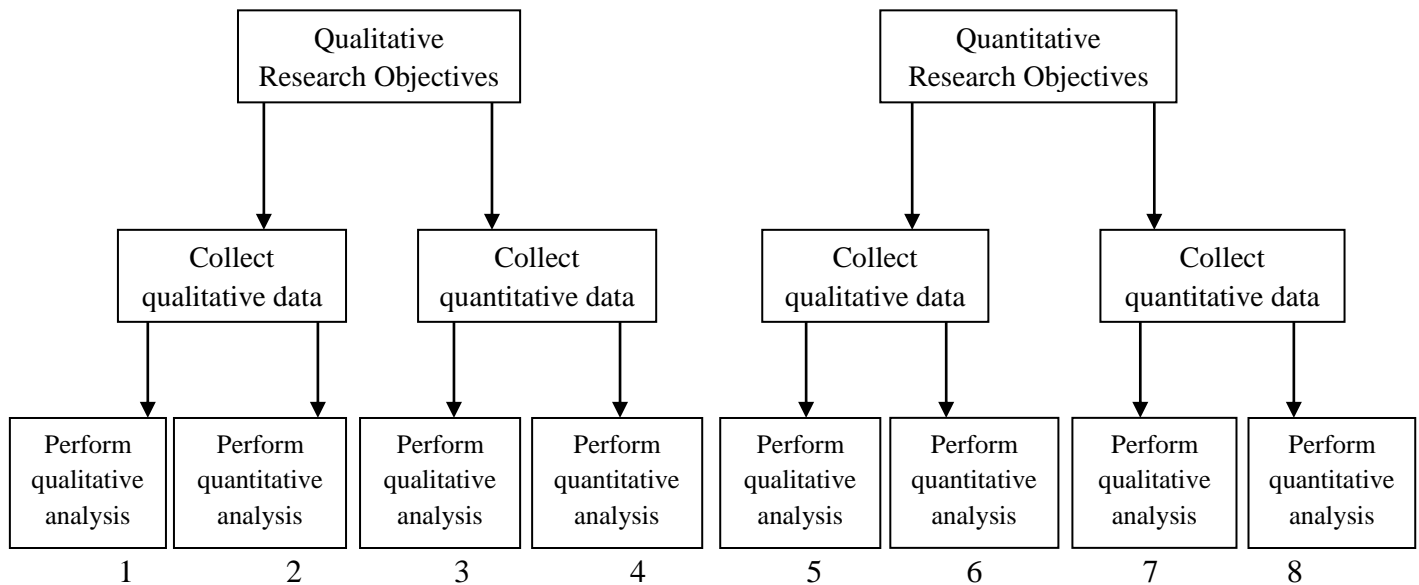 Qualitative
Research Objectives
Quantitative
Research Objectives
Collect
qualitative data
Collect
quantitative data
Collect
qualitative data
Collect
quantitative data
Perform
qualitative
analysis
Perform
quantitative
analysis
Perform
qualitative
analysis
Perform
quantitative
analysis
Perform
qualitative
analysis
Perform
quantitative
analysis
Perform
qualitative
analysis
Perform
quantitative
analysis
1 2 3 4 5 6 7 8